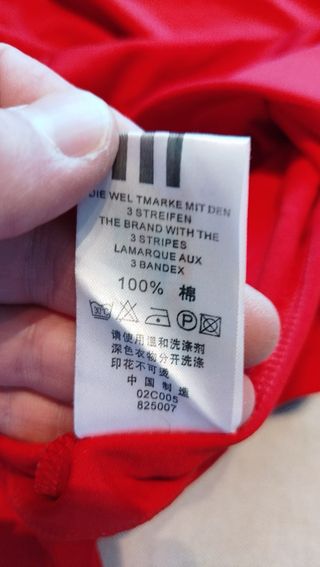 DIE WEL TMARKE MIT DEN
3 STREIFEN
THE BRAND WITH THE
3 STRIPES
LAMARQUE AUX
3 BANDEX
100% 棉
30℃ P
请使用温和洗涤剂
深色衣物分开洗涤
印花不可烫
中国制造
02C005
825007